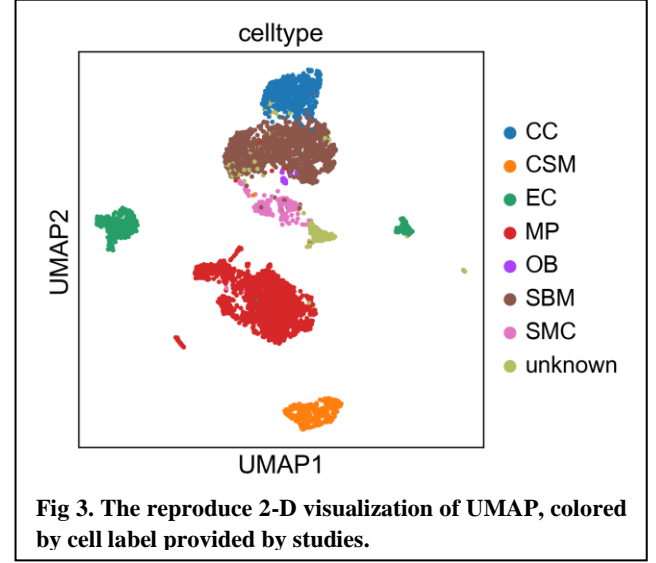 celltype
UMAP2
UMAP1
CC
CSM
EC
MP
OB
SBM
SMC
unknown
Fig 3. The reproduce 2-D visualization of UMAP, colored
by cell label provided by studies.